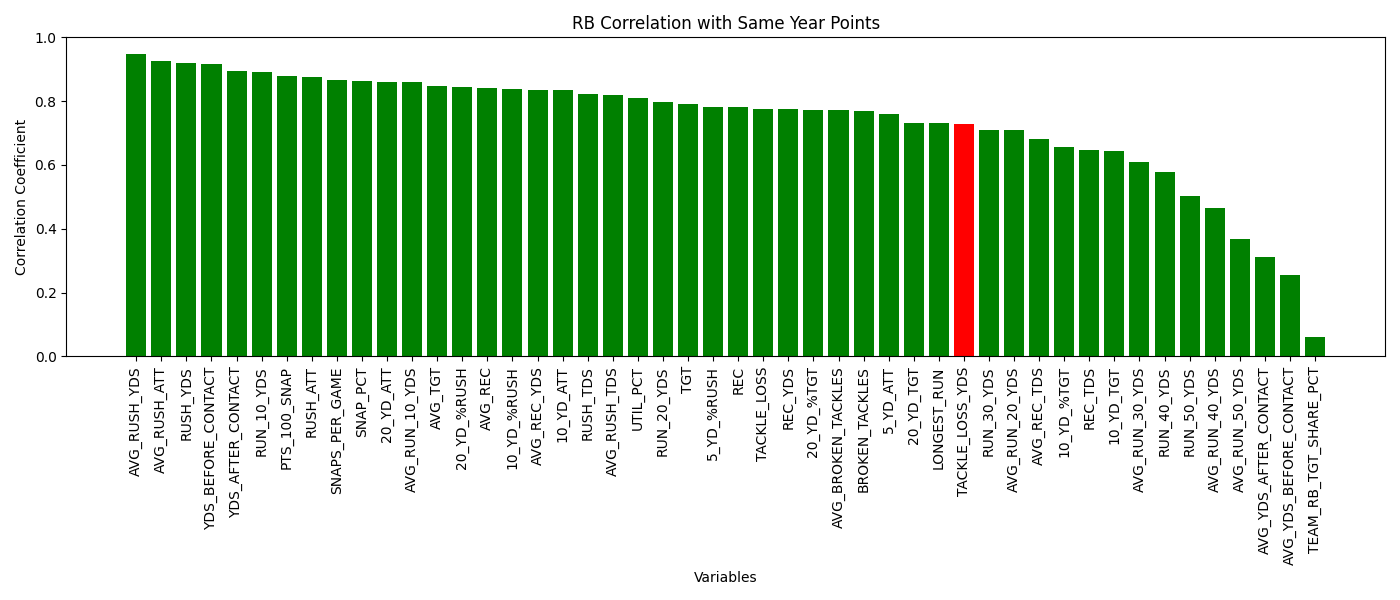 RB Correlation with Same Year Points
Correlation Coefficient
1.0
0.8
0.6
0.4
0.2
0.0
AVG_RUSH_YDS
AVG_RUSH_ATT
RUSH_YDS
YDS_BEFORE_CONTACT
YDS_AFTER_CONTACT
RUN_10_YDS
PTS_100_SNAP
RUSH_ATT
SNAPS_PER_GAME
SNAP_PCT
20_YD_ATT
AVG_RUN_10_YDS
AVG_TGT
20_YD_%RUSH
AVG_REC
10_YD_%RUSH
AVG_REC_YDS
10_YD_ATT
RUSH_TDS
AVG_RUSH_TDS
UTIL_PCT
RUN_20_YDS
TGT
5_YD_%RUSH
REC
TACKLE_LOSS
REC_YDS
20_YD_%TGT
AVG_BROKEN_TACKLES
BROKEN_TACKLES
5_YD_ATT
20_YD_TGT
LONGEST_RUN
TACKLE_LOSS_YDS
RUN_30_YDS
AVG_RUN_20_YDS
AVG_REC_TDS
10_YD_%TGT
REC_TDS
10_YD_TGT
AVG_RUN_30_YDS
RUN_40_YDS
RUN_50_YDS
AVG_RUN_40_YDS
AVG_RUN_50_YDS
AVG_YDS_AFTER_CONTACT
AVG_YDS_BEFORE_CONTACT
TEAM_RB_TGT_SHARE_PCT
Variables